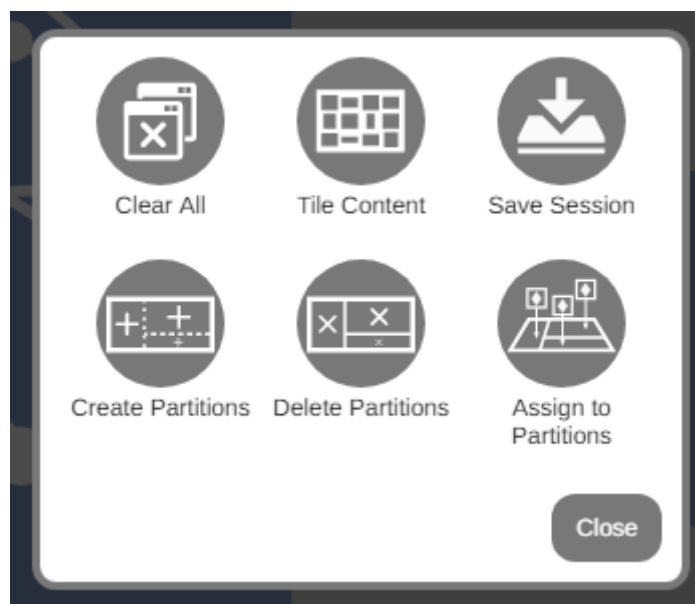 Clear All
Tile Content
Save Session
Create Partitions
Delete Partitions
Assign to
Partitions
Close